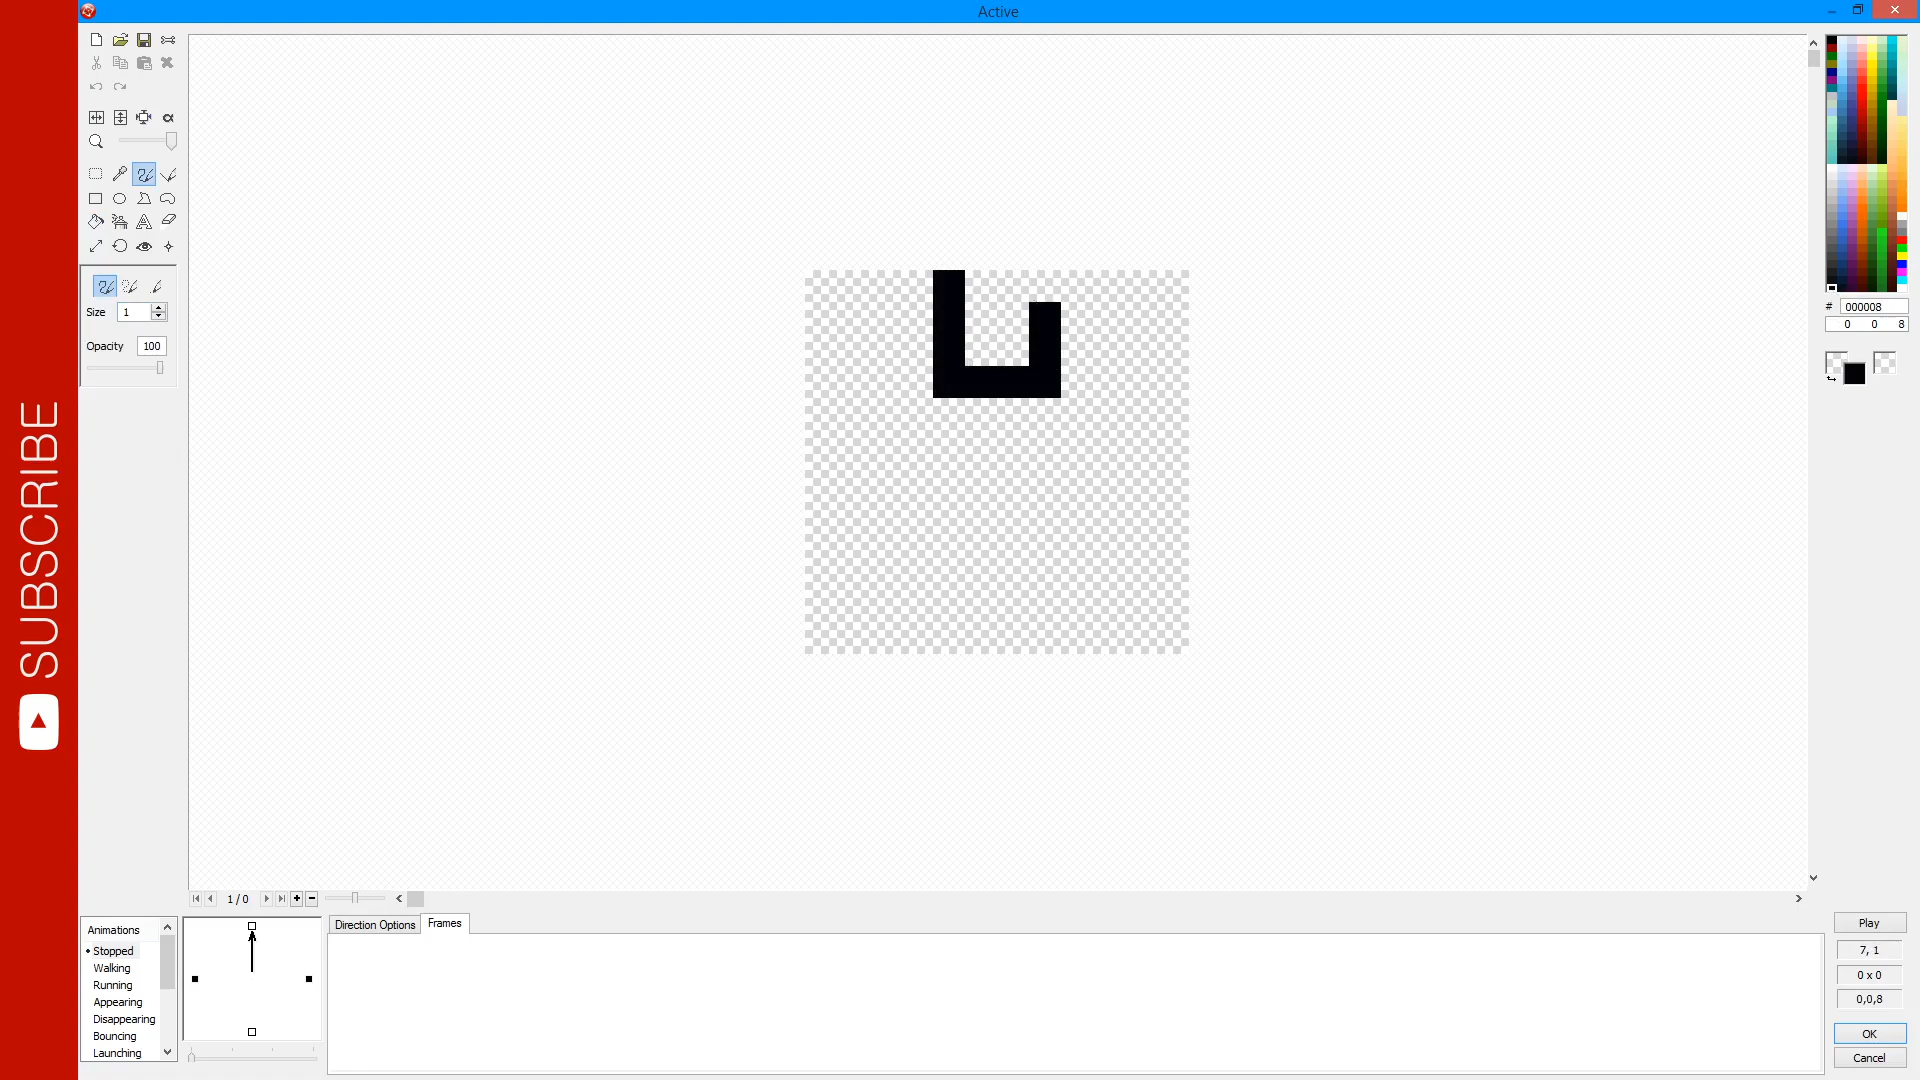 Active
SUBSCRIBE
Size 1
Opacity 100
# 000008
0 0 8
1 / 0
Animations
Stopped
Walking
Running
Appearing
Disappearing
Bouncing
Launching
Direction Options
Frames
Play
7, 1
0 x 0
0,0,8
OK
Cancel